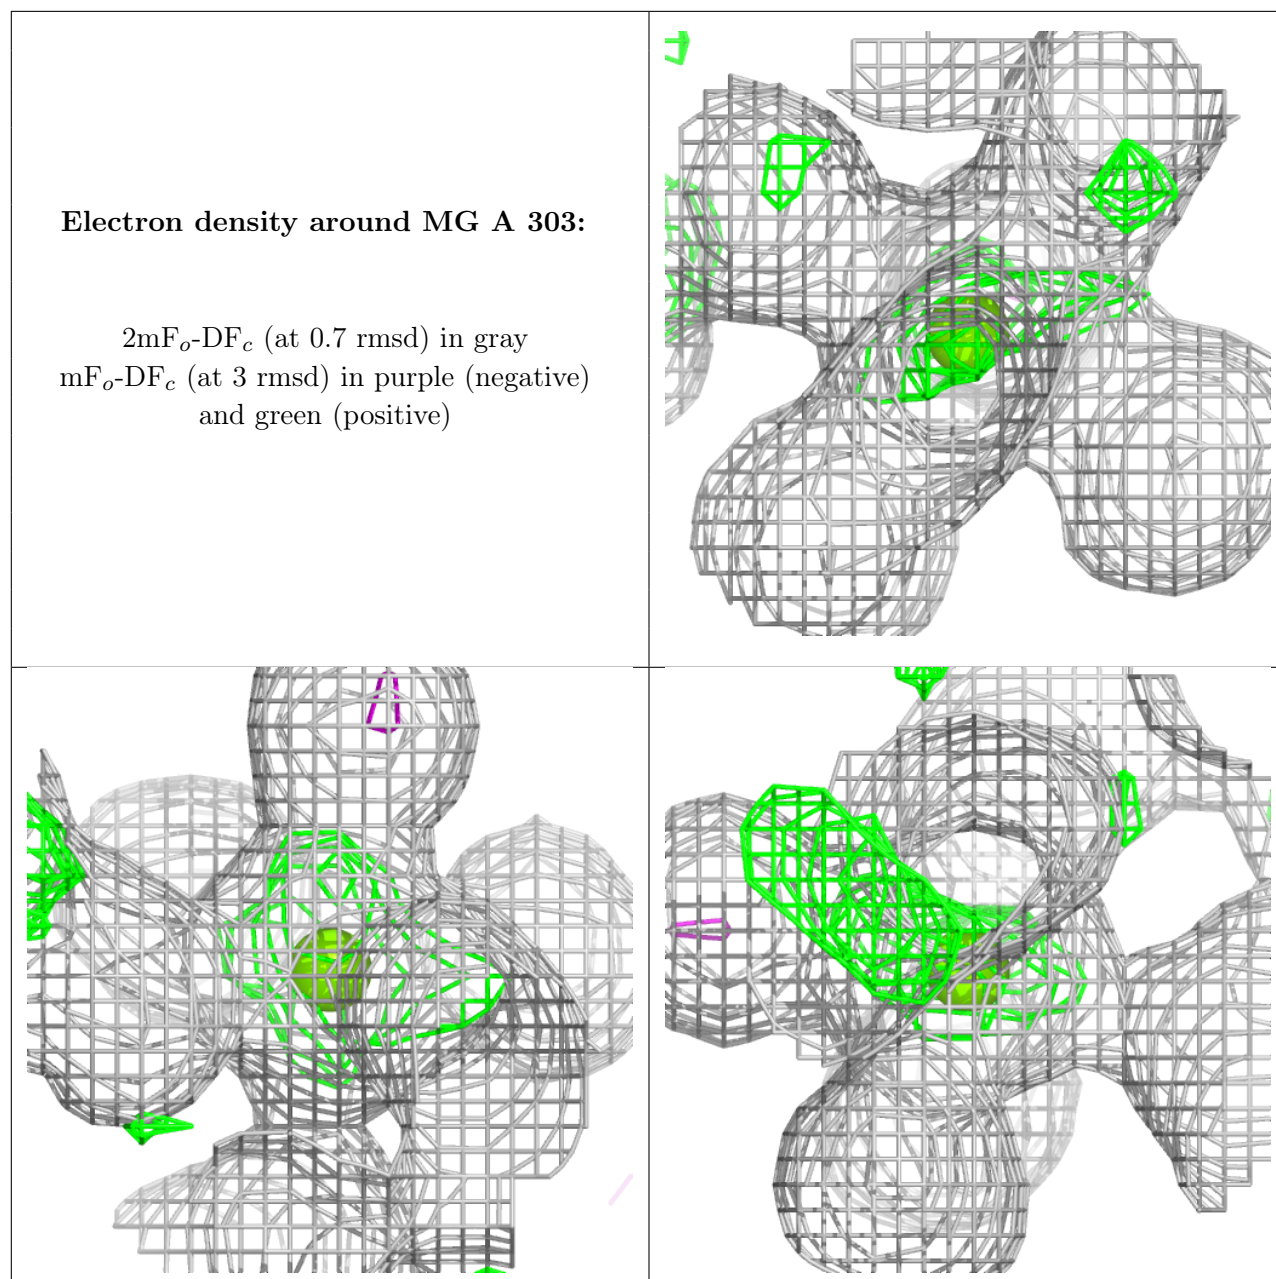 Electron density around MG A 303:
2mFo-DFc (at 0.7 rmsd) in gray
mFo-DFc (at 3 rmsd) in purple (negative)
and green (positive)